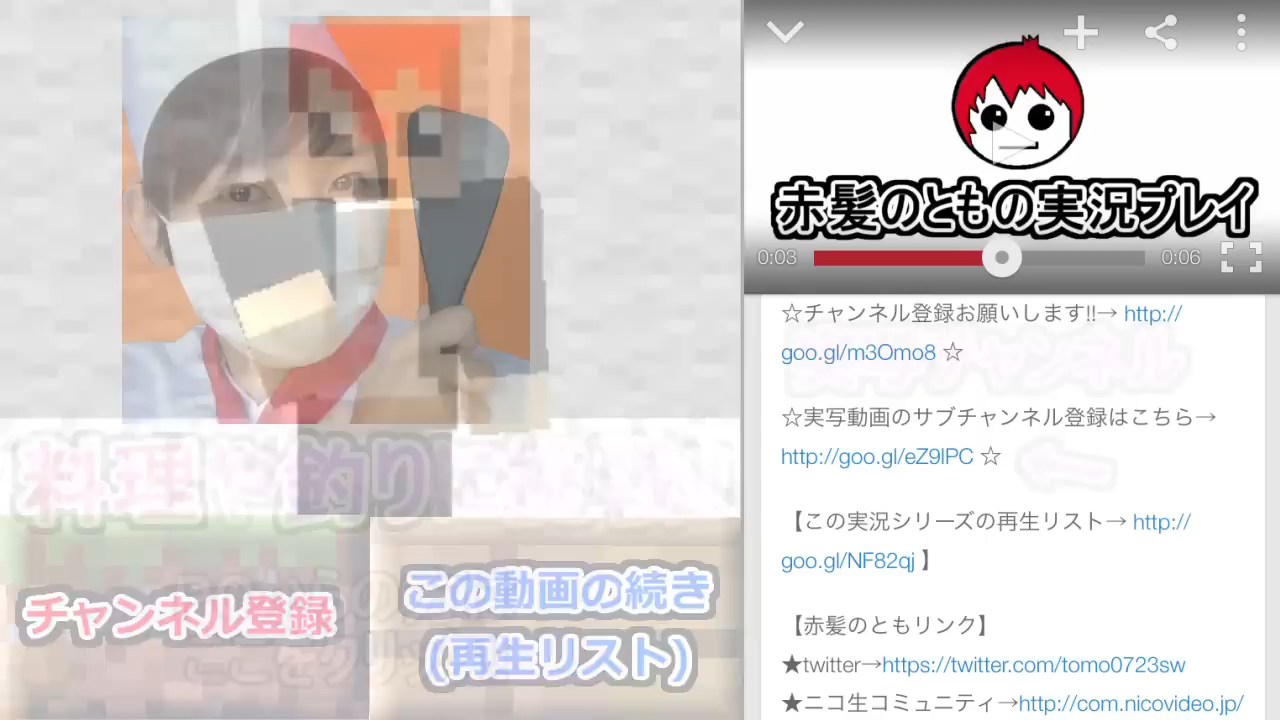 赤髪のともの実況プレイ
0:03
0:06
☆チャンネル登録お願いします!!→ http://
goo.gl/m3Omo8 ☆
☆実写動画のサブチャンネル登録はこちら→
http://goo.gl/eZ9lPC ☆
【この実況シリーズの再生リスト→ http://
goo.gl/NF82qj 】
【赤髪のともリンク】
★twitter→https://twitter.com/tomo0723sw
★ニコ生コミュニティ→http://com.nicovideo.jp/
料理や釣り
チャンネル登録
この動画の続き
(再生リスト)